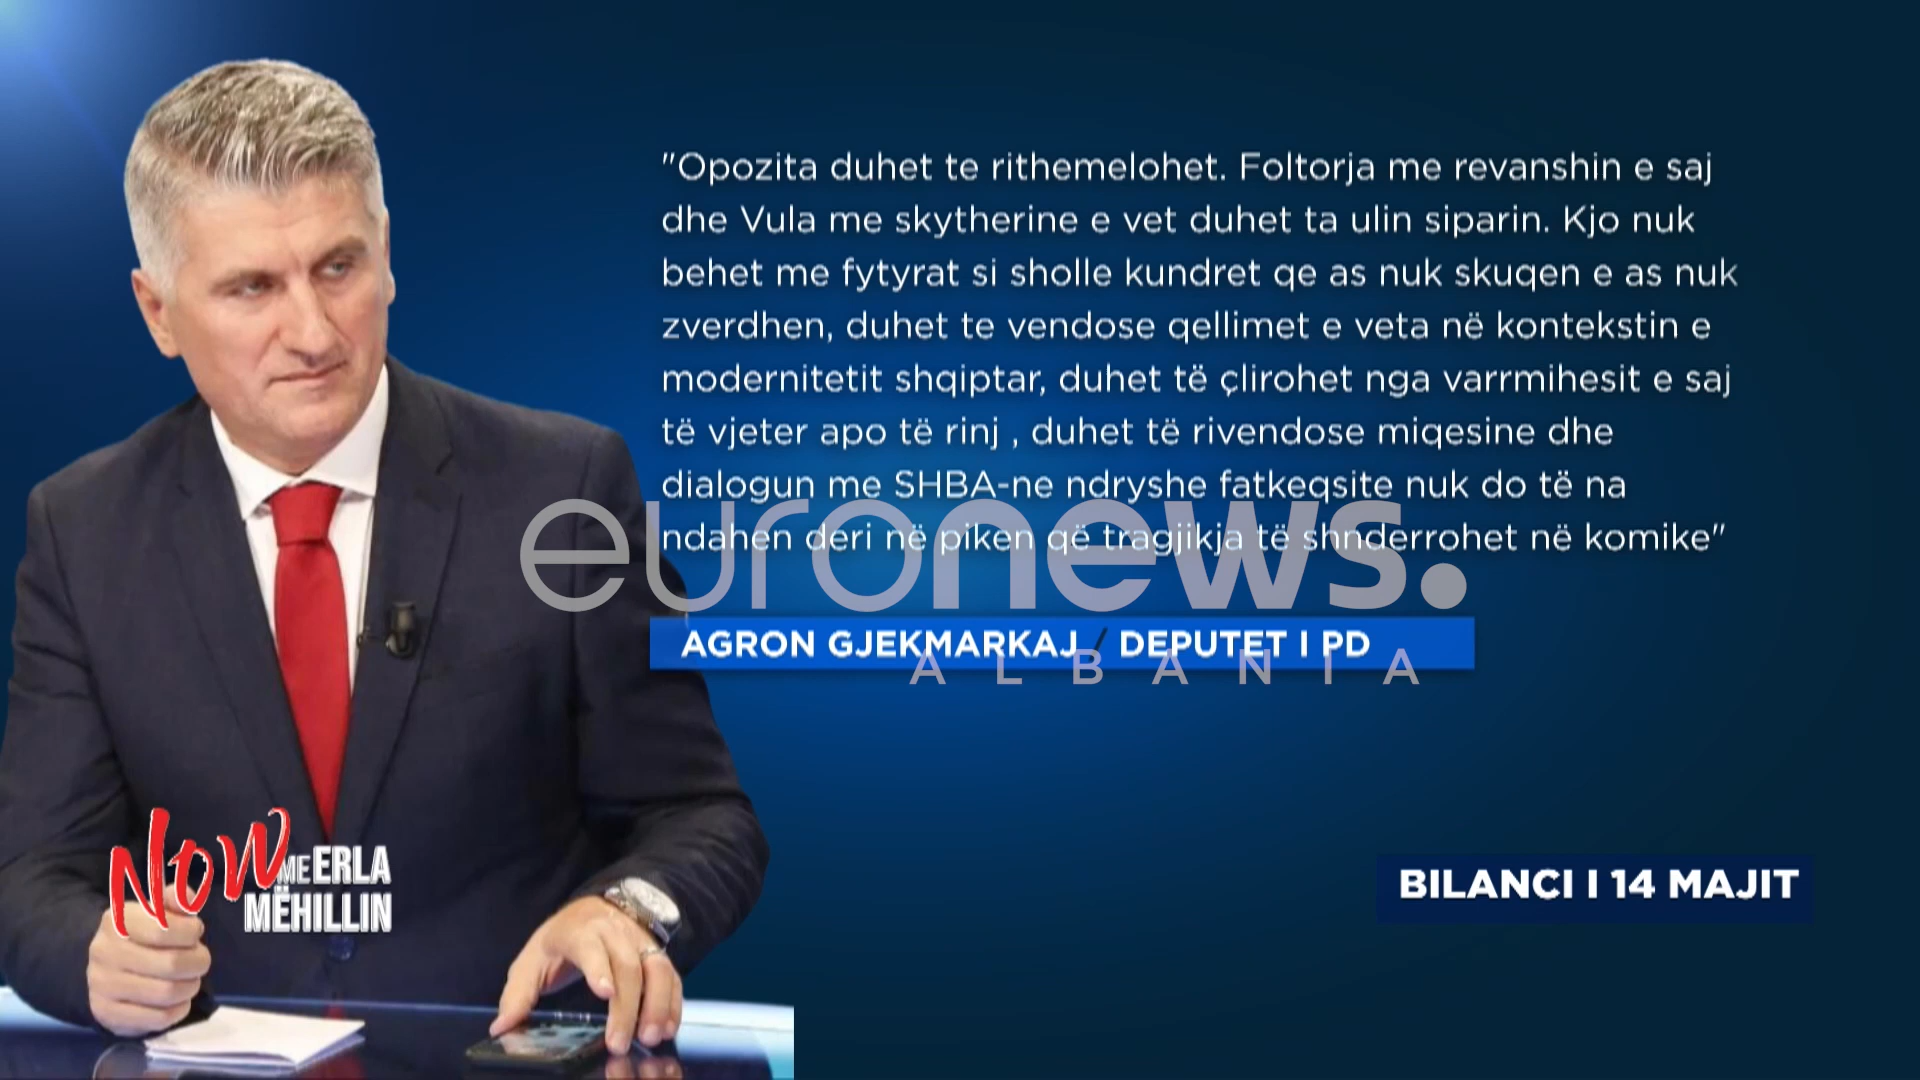 "Opozita duhet te rithemelohet. Foltorja me revanshin e saj
dhe Vula me skytherine e vet duhet ta ulin siparin. Kjo nuk
behet me fytyrat si sholle kundret qe as nuk skuqen e as nuk
zverdhen, duhet te vendose qellimet e veta në kontekstin e
modernitetit shqiptar, duhet të çlirohet nga varrmihesit e saj
të vjeter apo të rinj , duhet të rivendose miqesine dhe
dialogun me SHBA-ne ndryshe fatkeqsite nuk do të na
ndahen deri në piken që tragjikja të shnderrohet në komike"
euronews.
ALBANIA
AGRON GJEKMARKAJ / DEPUTET I PD
NOW ME ERLA
MËHILLIN
BILANCI I 14 MAJIT